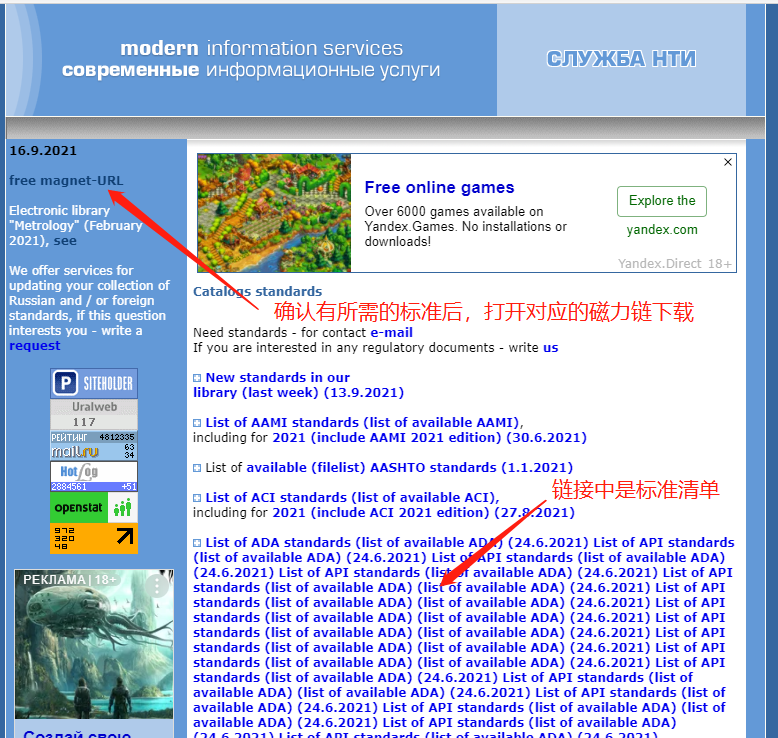 modern information services
современные информационные услуги
СЛУЖБА НТИ
16.9.2021
free magnet-URL
Electronic library
"Metrology" (February
2021), see
We offer services for
updating your collection of
Russian and / or foreign
standards, if this question
interests you - write a
request
P SITEHOLDER
Uralweb
117
РЕЙТИНГ 4812335
mail.ru 63
34
HotLog
2884561 +51
openstat
972
320
48
РЕКЛАМА | 18+
Создай свою
Free online games
Over 6000 games available on
Yandex.Games. No installations or
downloads!
Explore the
yandex.com
Yandex.Direct 18+
Catalogs standards
确认有所需的标准后，打开对应的磁力链下载
Need standards - for contact e-mail
If you are interested in any regulatory documents - write us
New standards in our
library (last week) (13.9.2021)
List of AAMI standards (list of available AAMI),
including for 2021 (include AAMI 2021 edition) (30.6.2021)
List of available (filelist) AASHTO standards (1.1.2021)
链接中是标准清单
List of ACI standards (list of available ACI),
including for 2021 (include ACI 2021 edition) (27.8.2021)
List of ADA standards (list of available ADA) (24.6.2021) List of API standards
(list of available ADA) (24.6.2021) List of API standards (list of available ADA)
(24.6.2021) List of API standards (list of available ADA) (24.6.2021) List of API
standards (list of available ADA) (list of available ADA) (24.6.2021) List of API
standards (list of available ADA) (list of available ADA) (24.6.2021) List of API
standards (list of available ADA) (list of available ADA) (24.6.2021) List of API
standards (list of available ADA) (list of available ADA) (24.6.2021) List of API
standards (list of available ADA) (list of available ADA) (24.6.2021) List of API
standards (list of available ADA) (list of available ADA) (24.6.2021) List of API
standards (list of available ADA) (24.6.2021) List of API standards (list of
available ADA) (list of available ADA) (24.6.2021) List of API standards (list of
available ADA) (list of available ADA) (24.6.2021) List of API standards (list of
available ADA) (list of available ADA) (24.6.2021) List of API standards
(list of available ADA) (list of available ADA)
(24.6.2021) List of API standards (list of available ADA)